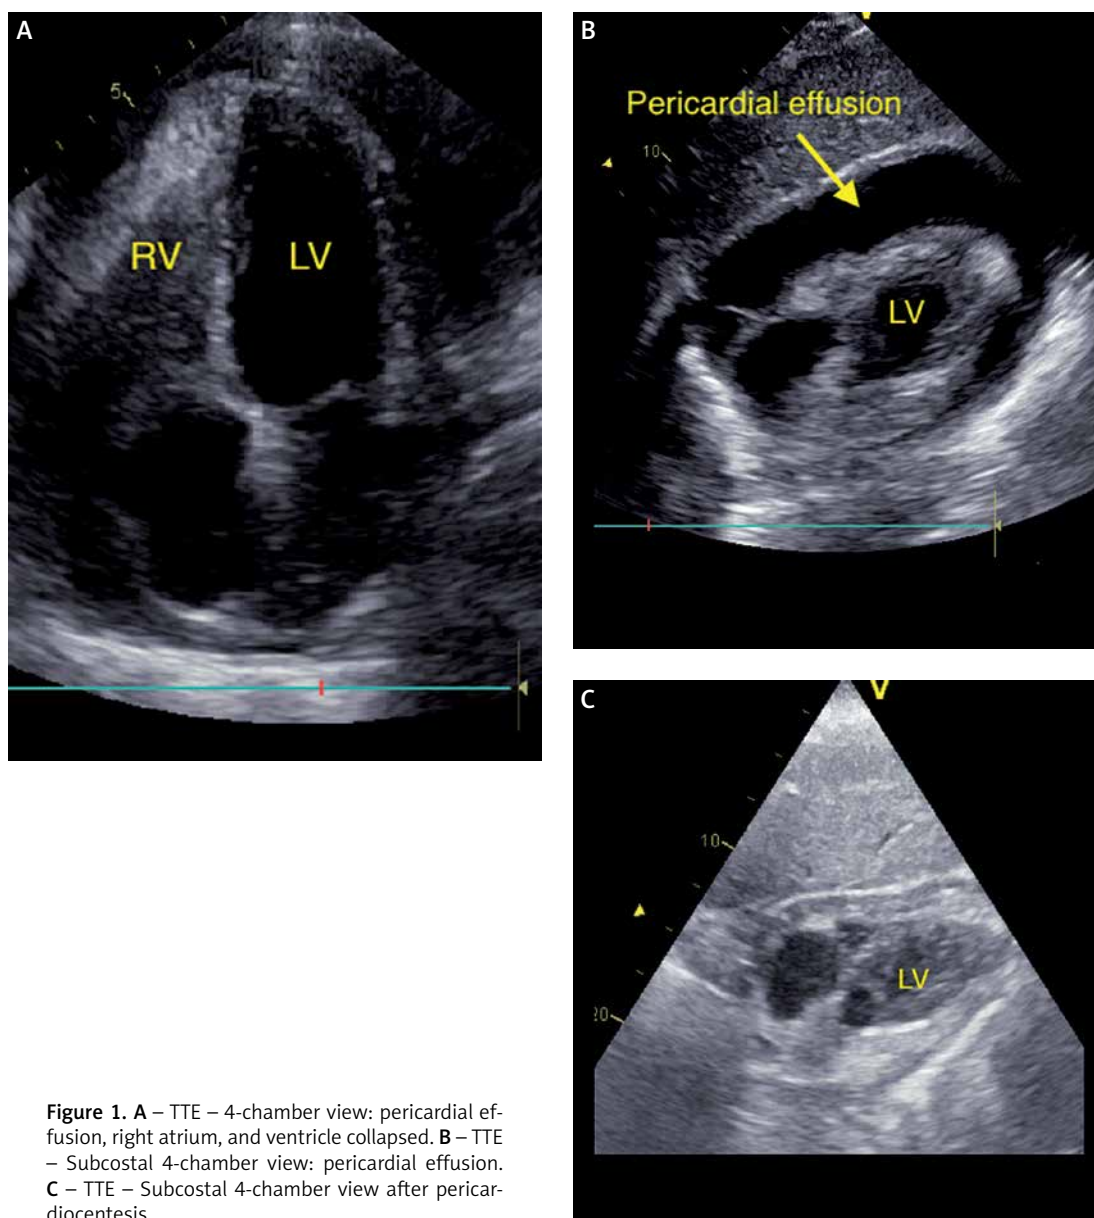 A
5
RV
LV
B
V
Pericardial effusion
10
LV
C
V
10
LV
20
Figure 1. A – TTE – 4-chamber view: pericardial ef-
fusion, right atrium, and ventricle collapsed. B – TTE
– Subcostal 4-chamber view: pericardial effusion.
C – TTE – Subcostal 4-chamber view after pericar-
diocentesis